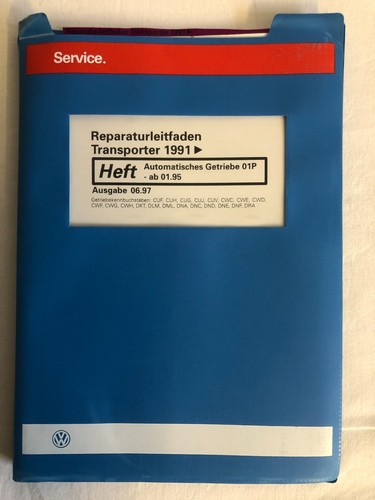 Service.
Reparaturleitfaden
Transporter 1991 ►
Heft Automatisches Getriebe 01P
- ab 01.95
Ausgabe 06.97
Getriebekennbuchstaben: CUF, CUH, CUG, CUJ, CUV, CWC, CWE, CWD,
CWF, CWG, CWH, DKT, DLM, DML, DNA, DNC, DND, DNE, DNF, DRA